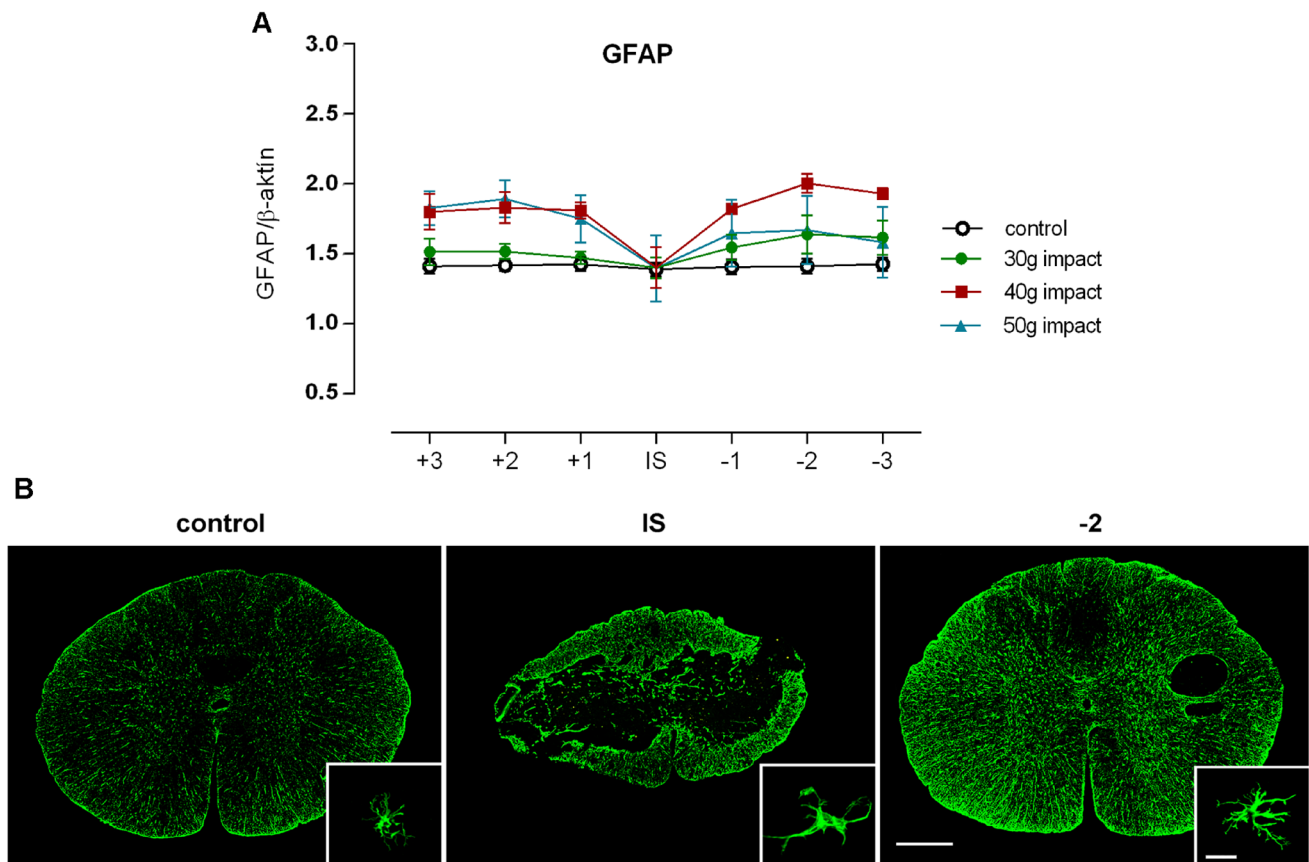 A
GFAP
3.0
2.5
2.0
1.5
1.0
0.5
GFAP/β-aktín
control
30g impact
40g impact
50g impact
+3 +2 +1 IS -1 -2 -3
B
control IS -2